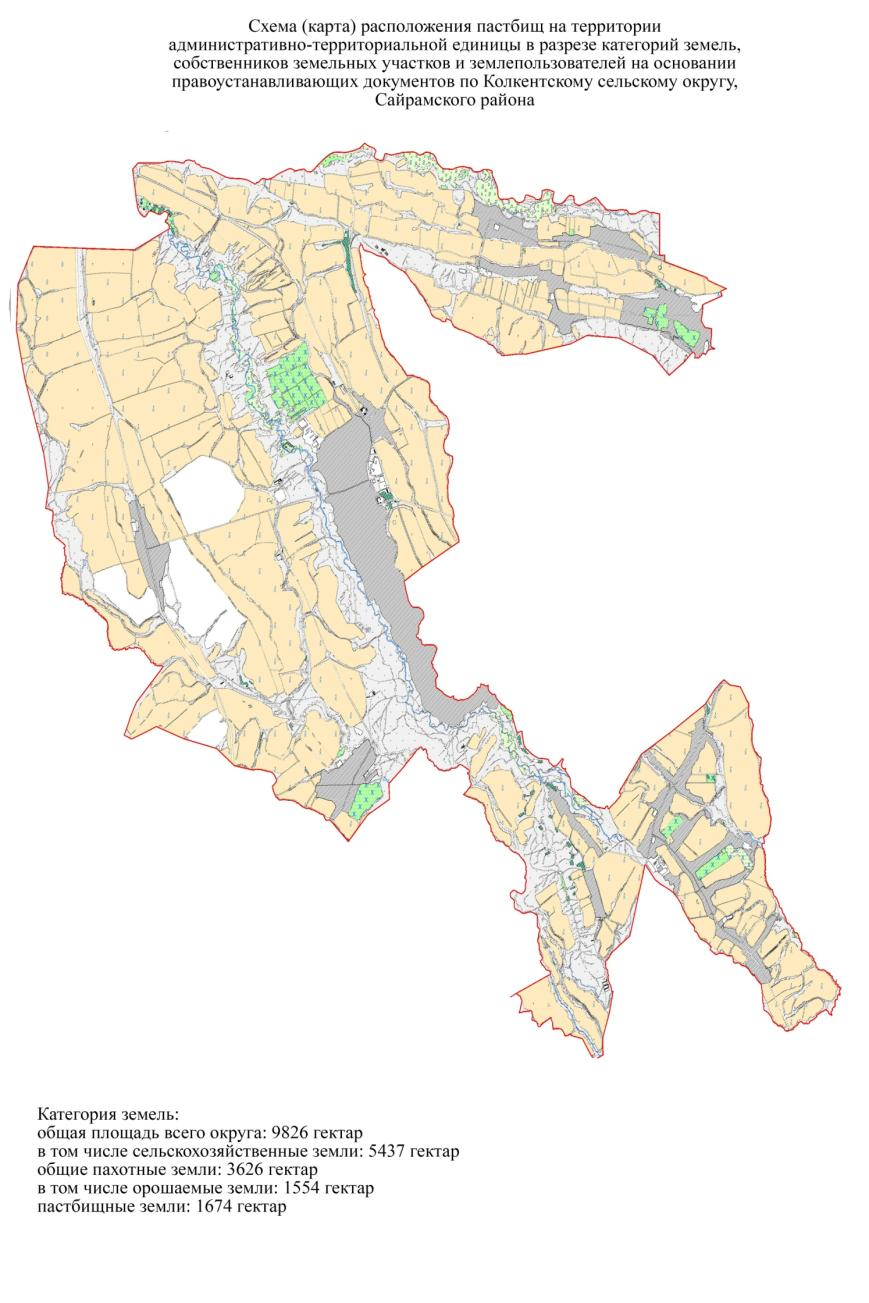 Схема (карта) расположения пастбищ на территории
административно-территориальной единицы в разрезе категорий земель,
собственников земельных участков и землепользователей на основании
правоустанавливающих документов по Колкентскому сельскому округу,
Сайрамского района
Категория земель:
общая площадь всего округа: 9826 гектар
в том числе сельскохозяйственные земли: 5437 гектар
общие пахотные земли: 3626 гектар
в том числе орошаемые земли: 1554 гектар
пастбищные земли: 1674 гектар